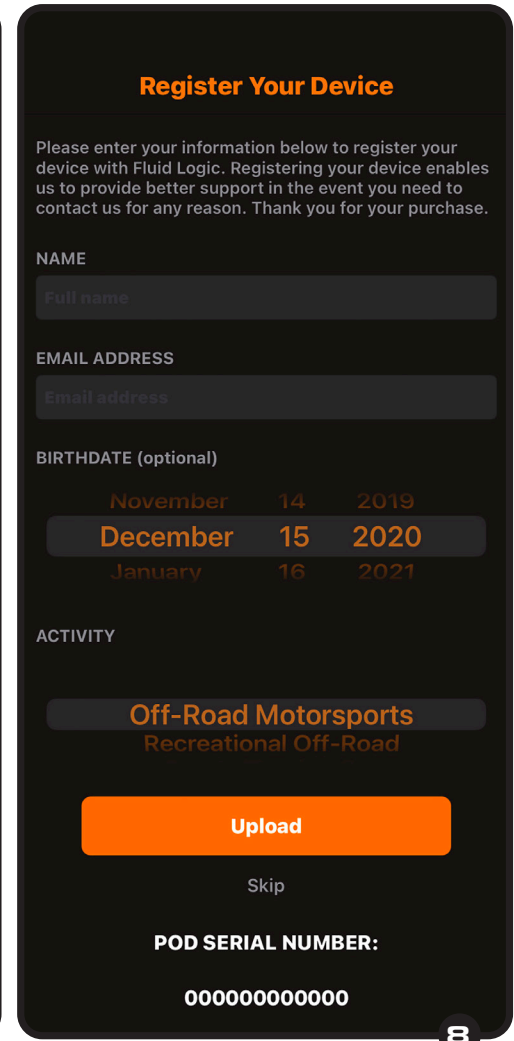 Register Your Device
Please enter your information below to register your
device with Fluid Logic. Registering your device enables
us to provide better support in the event you need to
contact us for any reason. Thank you for your purchase.
NAME
Full name
EMAIL ADDRESS
Email address
BIRTHDATE (optional)
November 14 2019
December 15 2020
January 16 2021
ACTIVITY
Off-Road Motorsports
Recreational Off-Road
Upload
Skip
POD SERIAL NUMBER:
000000000000
8